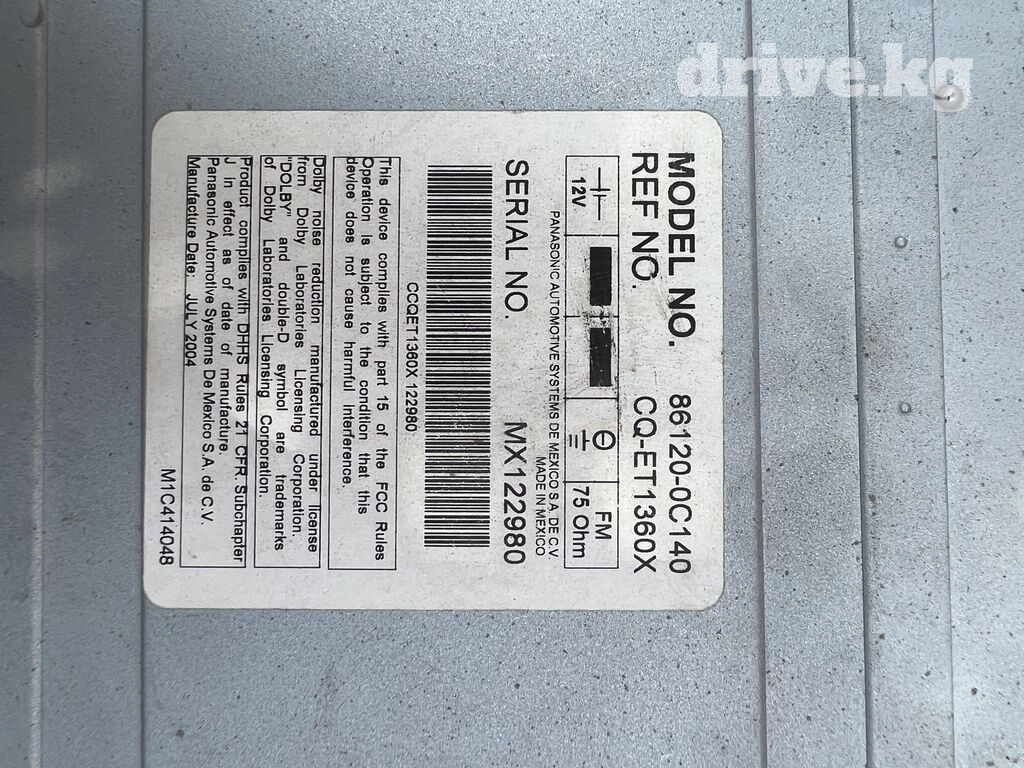 drive.kg
MODEL NO. 86120-0C140
REF NO. CQ-ET1360X
12V
FM
75 Ohm
PANASONIC AUTOMOTIVE SYSTEMS DE MEXICO S.A. DE C.V.
MADE IN MEXICO
SERIAL NO. MX122980
CCQET1360X 122980
This device complies with part 15 of the FCC Rules
Operation is subject to the condition that this
device does not cause harmful interference.
Dolby noise reduction manufactured under license
from Dolby Laboratories Licensing Corporation.
"DOLBY" and double-D symbol are trademarks
of Dolby Laboratories Licensing Corporation.
Product complies with DHHS Rules 21 CFR. Subchapter
J in effect as of date of manufacture.
Panasonic Automotive Systems De Mexico S.A. de C.V.
Manufacture Date: JULY 2004
M1C414048